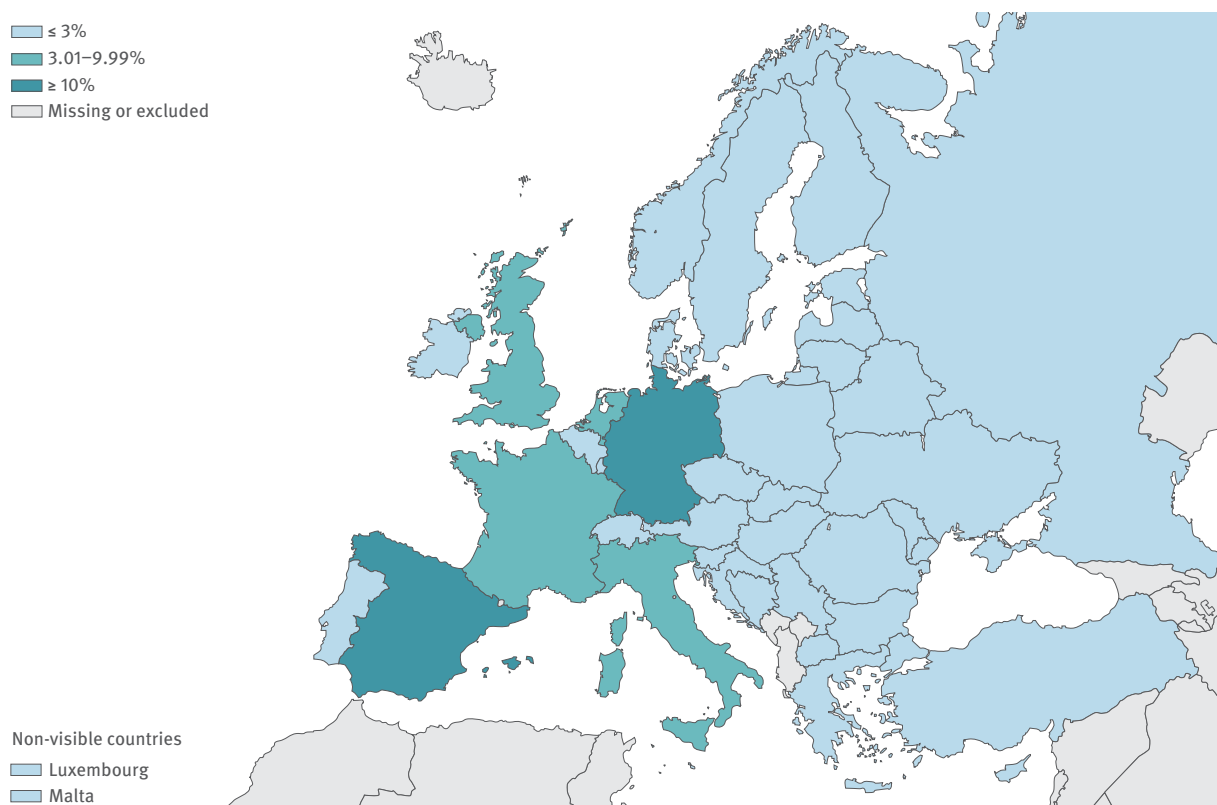 ≤ 3%
3.01–9.99%
≥ 10%
Missing or excluded
Non-visible countries
Luxembourg
Malta